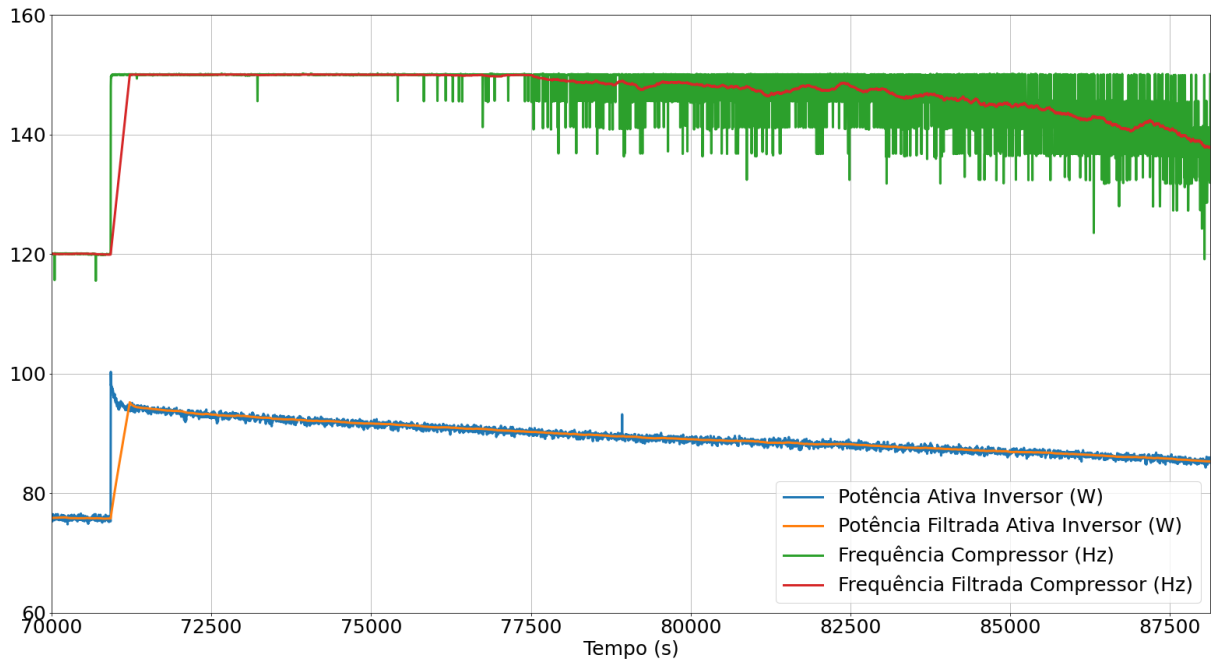 160
140
120
100
80
60
70000 72500 75000 77500 80000 82500 85000 87500
Tempo (s)
Potência Ativa Inversor (W)
Potência Filtrada Ativa Inversor (W)
Frequência Compressor (Hz)
Frequência Filtrada Compressor (Hz)